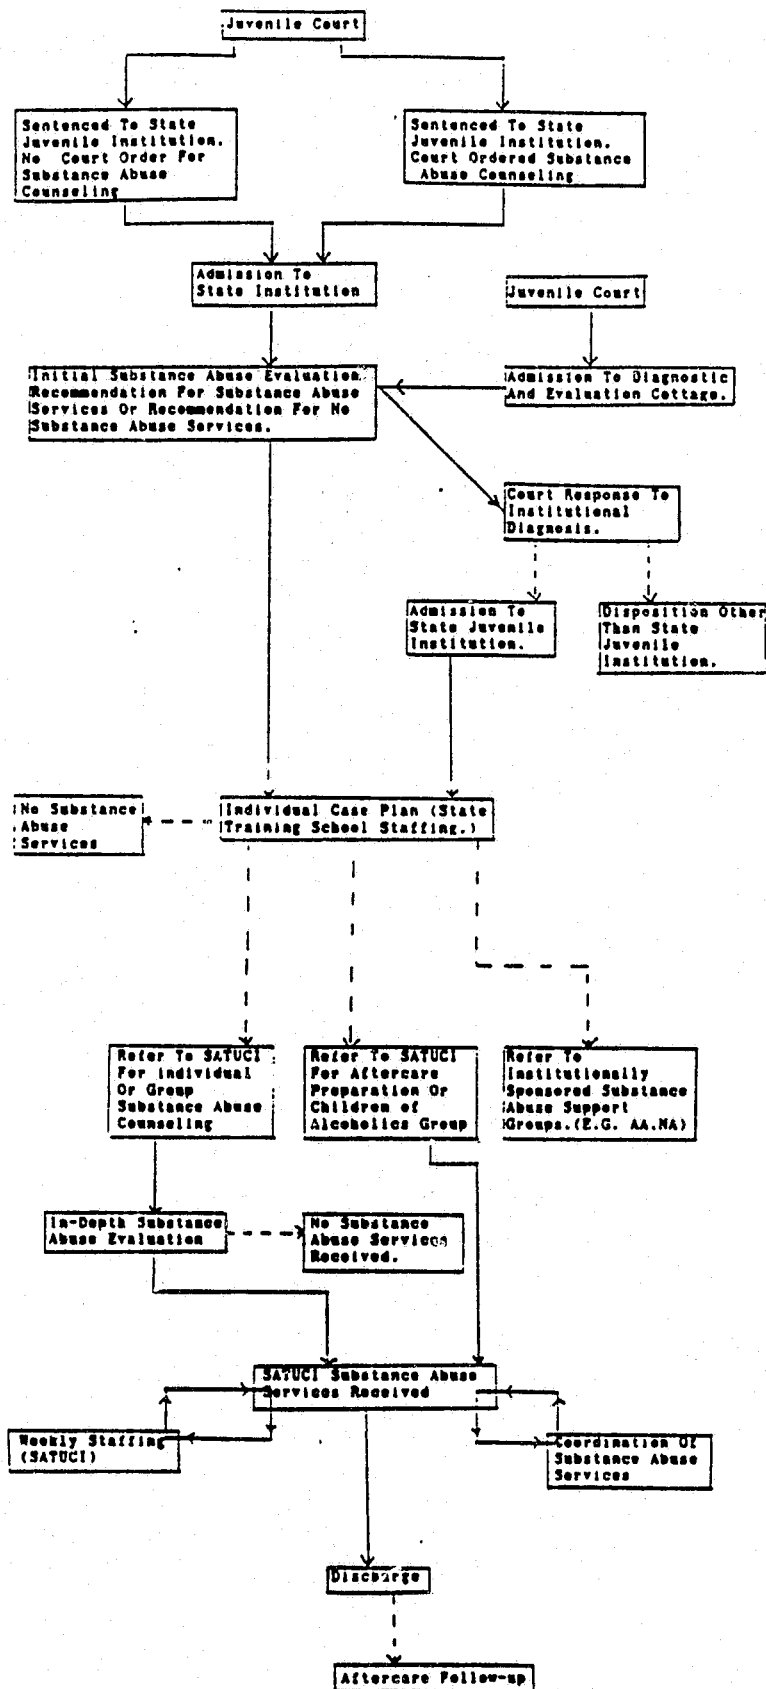 Juvenile Court
Sentenced To State
Juvenile Institution.
No Court Order For
Substance Abuse
Counseling
Sentenced To State
Juvenile Institution.
Court Ordered Substance
Abuse Counseling
Admission To
State Institution
Juvenile Court
Initial Substance Abuse Evaluation
Recommendation For Substance Abuse
Services Or Recommendation For No
Substance Abuse Services.
Admission To Diagnostic
And Evaluation Cottage.
Court Response To
Institutional
Diagnosis.
Admission To
State Juvenile
Institution.
Disposition Other
Than State
Juvenile
Institution.
No Substance
Abuse
Services
Individual Case Plan (State
Training School Staffing.)
Refer To SATUCI
For individual
Or Group
Substance Abuse
Counseling
Refer To SATUCI
For Aftercare
Preparation Or
Children of
Alcoholics Group
Refer To
Institutionally
Sponsored Substance
Abuse Support
Groups.(E.G. AA.NA)
In-Depth Substance
Abuse Evaluation
No Substance
Abuse Services
Received.
SATUCI Substance Abuse
Services Received
Weekly Staffing
(SATUCI)
Coordination Of
Substance Abuse
Services
Discharge
Aftercare Follow-up